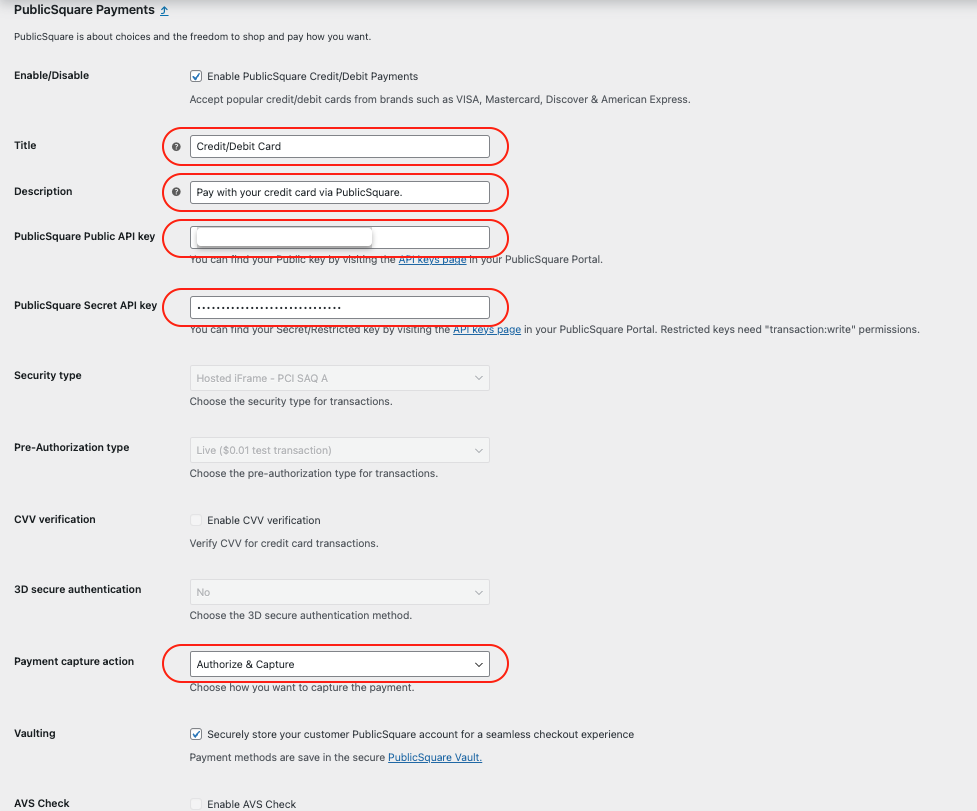 PublicSquare Payments
PublicSquare is about choices and the freedom to shop and pay how you want.
Enable/Disable
Enable PublicSquare Credit/Debit Payments
Accept popular credit/debit cards from brands such as VISA, Mastercard, Discover & American Express.
Title
Credit/Debit Card
Description
Pay with your credit card via PublicSquare.
PublicSquare Public API key
You can find your Public key by visiting the API keys page in your PublicSquare Portal.
PublicSquare Secret API key
You can find your Secret/Restricted key by visiting the API keys page in your PublicSquare Portal. Restricted keys need "transaction:write" permissions.
Security type
Hosted iFrame - PCI SAQ A
Choose the security type for transactions.
Pre-Authorization type
Live ($0.01 test transaction)
Choose the pre-authorization type for transactions.
CVV verification
Enable CVV verification
Verify CVV for credit card transactions.
3D secure authentication
No
Choose the 3D secure authentication method.
Payment capture action
Authorize & Capture
Choose how you want to capture the payment.
Vaulting
Securely store your customer PublicSquare account for a seamless checkout experience
Payment methods are save in the secure PublicSquare Vault.
AVS Check
Enable AVS Check